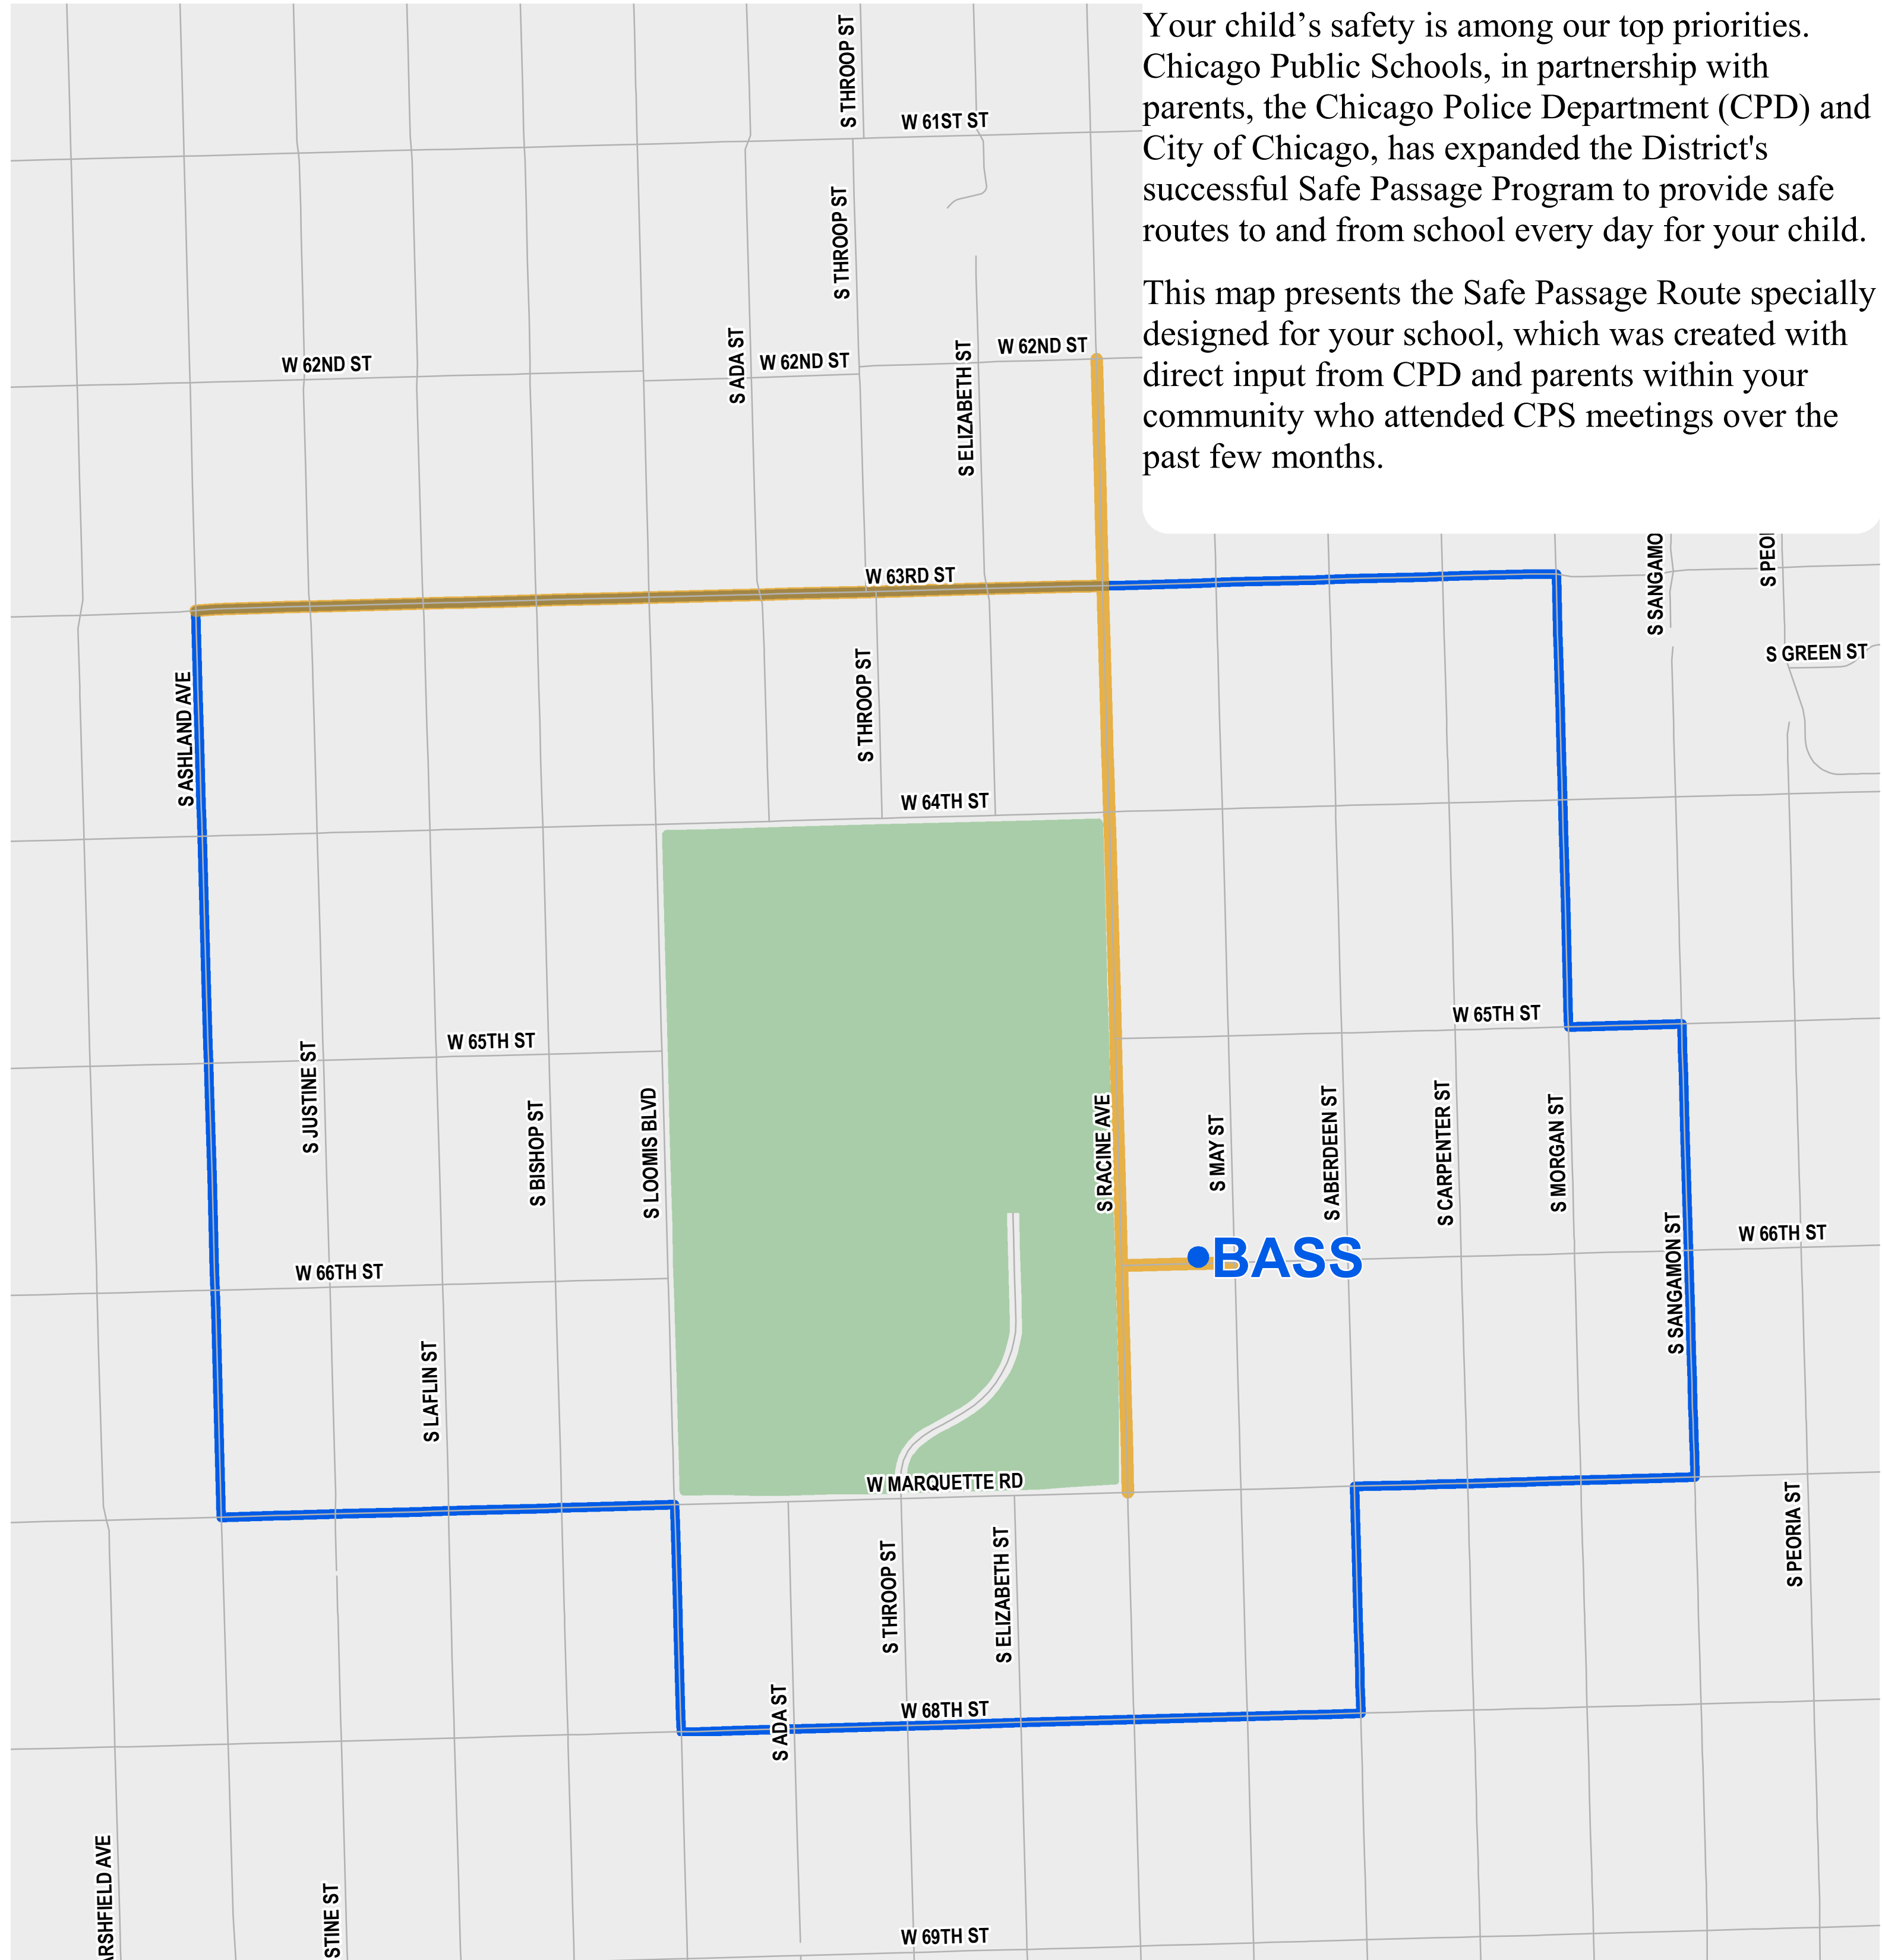 Your child’s safety is among our top priorities.
Chicago Public Schools, in partnership with
parents, the Chicago Police Department (CPD) and
City of Chicago, has expanded the District's
successful Safe Passage Program to provide safe
routes to and from school every day for your child.
This map presents the Safe Passage Route specially
designed for your school, which was created with
direct input from CPD and parents within your
community who attended CPS meetings over the
past few months.
S THROOP ST
W 61ST ST
S THROOP ST
W 62ND ST
S ADA ST
W 62ND ST
S ELIZABETH ST
W 62ND ST
W 63RD ST
S SANGAMO
S PEO
S GREEN ST
S ASHLAND AVE
S THROOP ST
W 64TH ST
W 65TH ST
W 65TH ST
S JUSTINE ST
S BISHOP ST
S LOOMIS BLVD
S RACINE AVE
S MAY ST
S ABERDEEN ST
S CARPENTER ST
S MORGAN ST
S SANGAMON ST
W 66TH ST
BASS
W 66TH ST
S LAFLIN ST
W MARQUETTE RD
S THROOP ST
S ELIZABETH ST
S PEORIA ST
S ADA ST
W 68TH ST
ARSHFIELD AVE
STINE ST
W 69TH ST